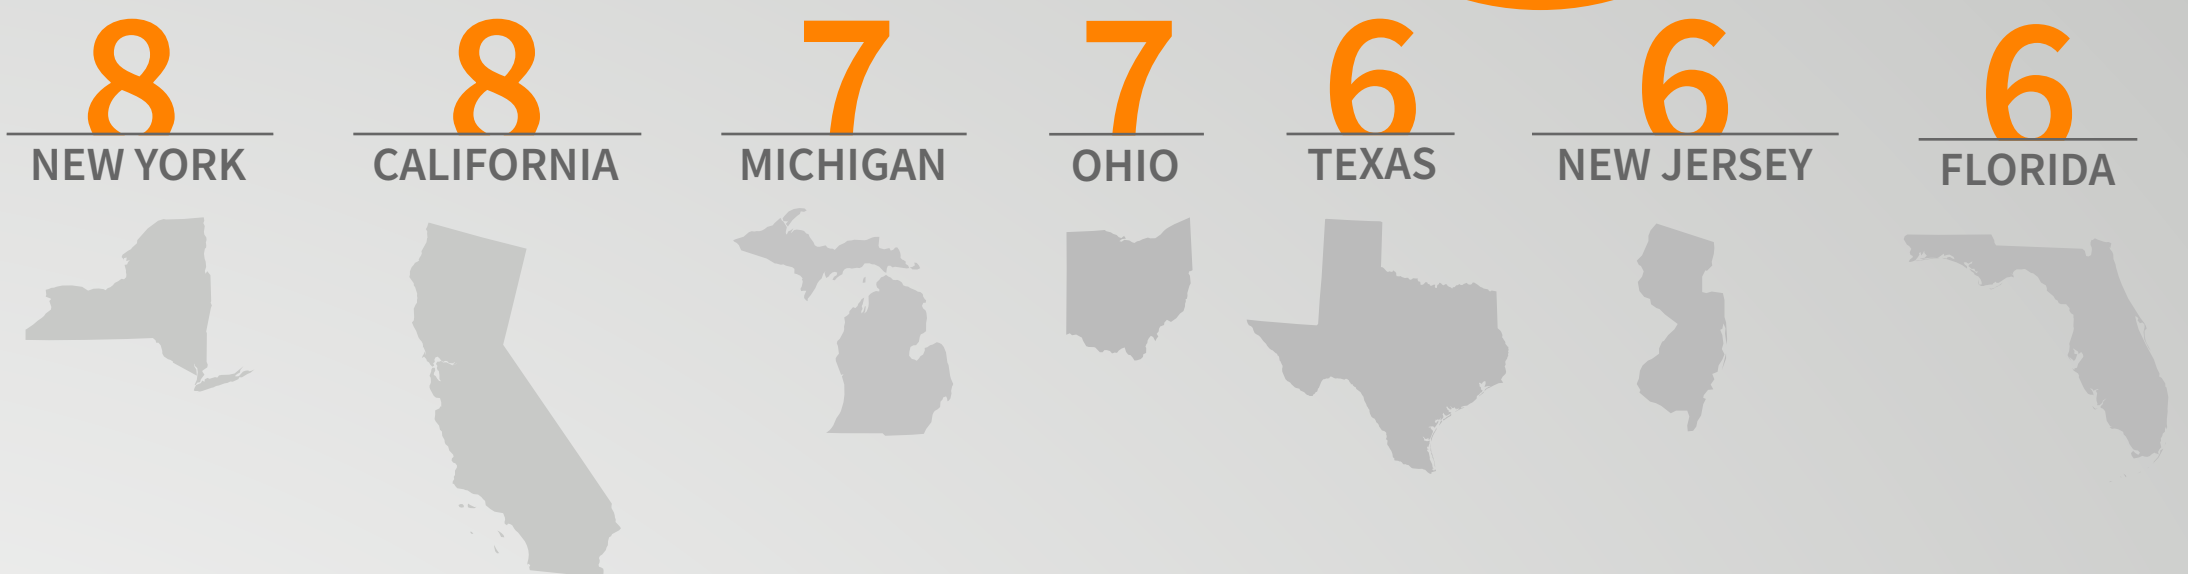 8 8 7 7 6 6 6
NEW YORK CALIFORNIA MICHIGAN OHIO TEXAS NEW JERSEY FLORIDA